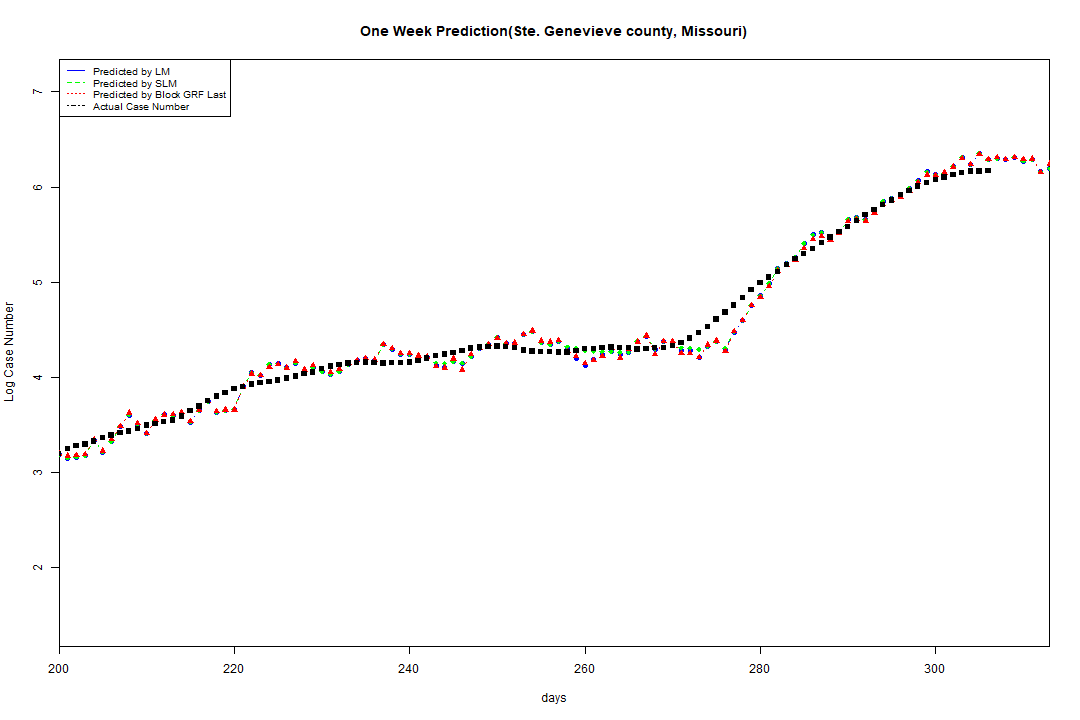 One Week Prediction(Ste. Genevieve county, Missouri)
Predicted by LM
Predicted by SLM
Predicted by Block GRF Last
Actual Case Number
7
6
5
4
3
2
Log Case Number
200 220 240 260 280 300
days